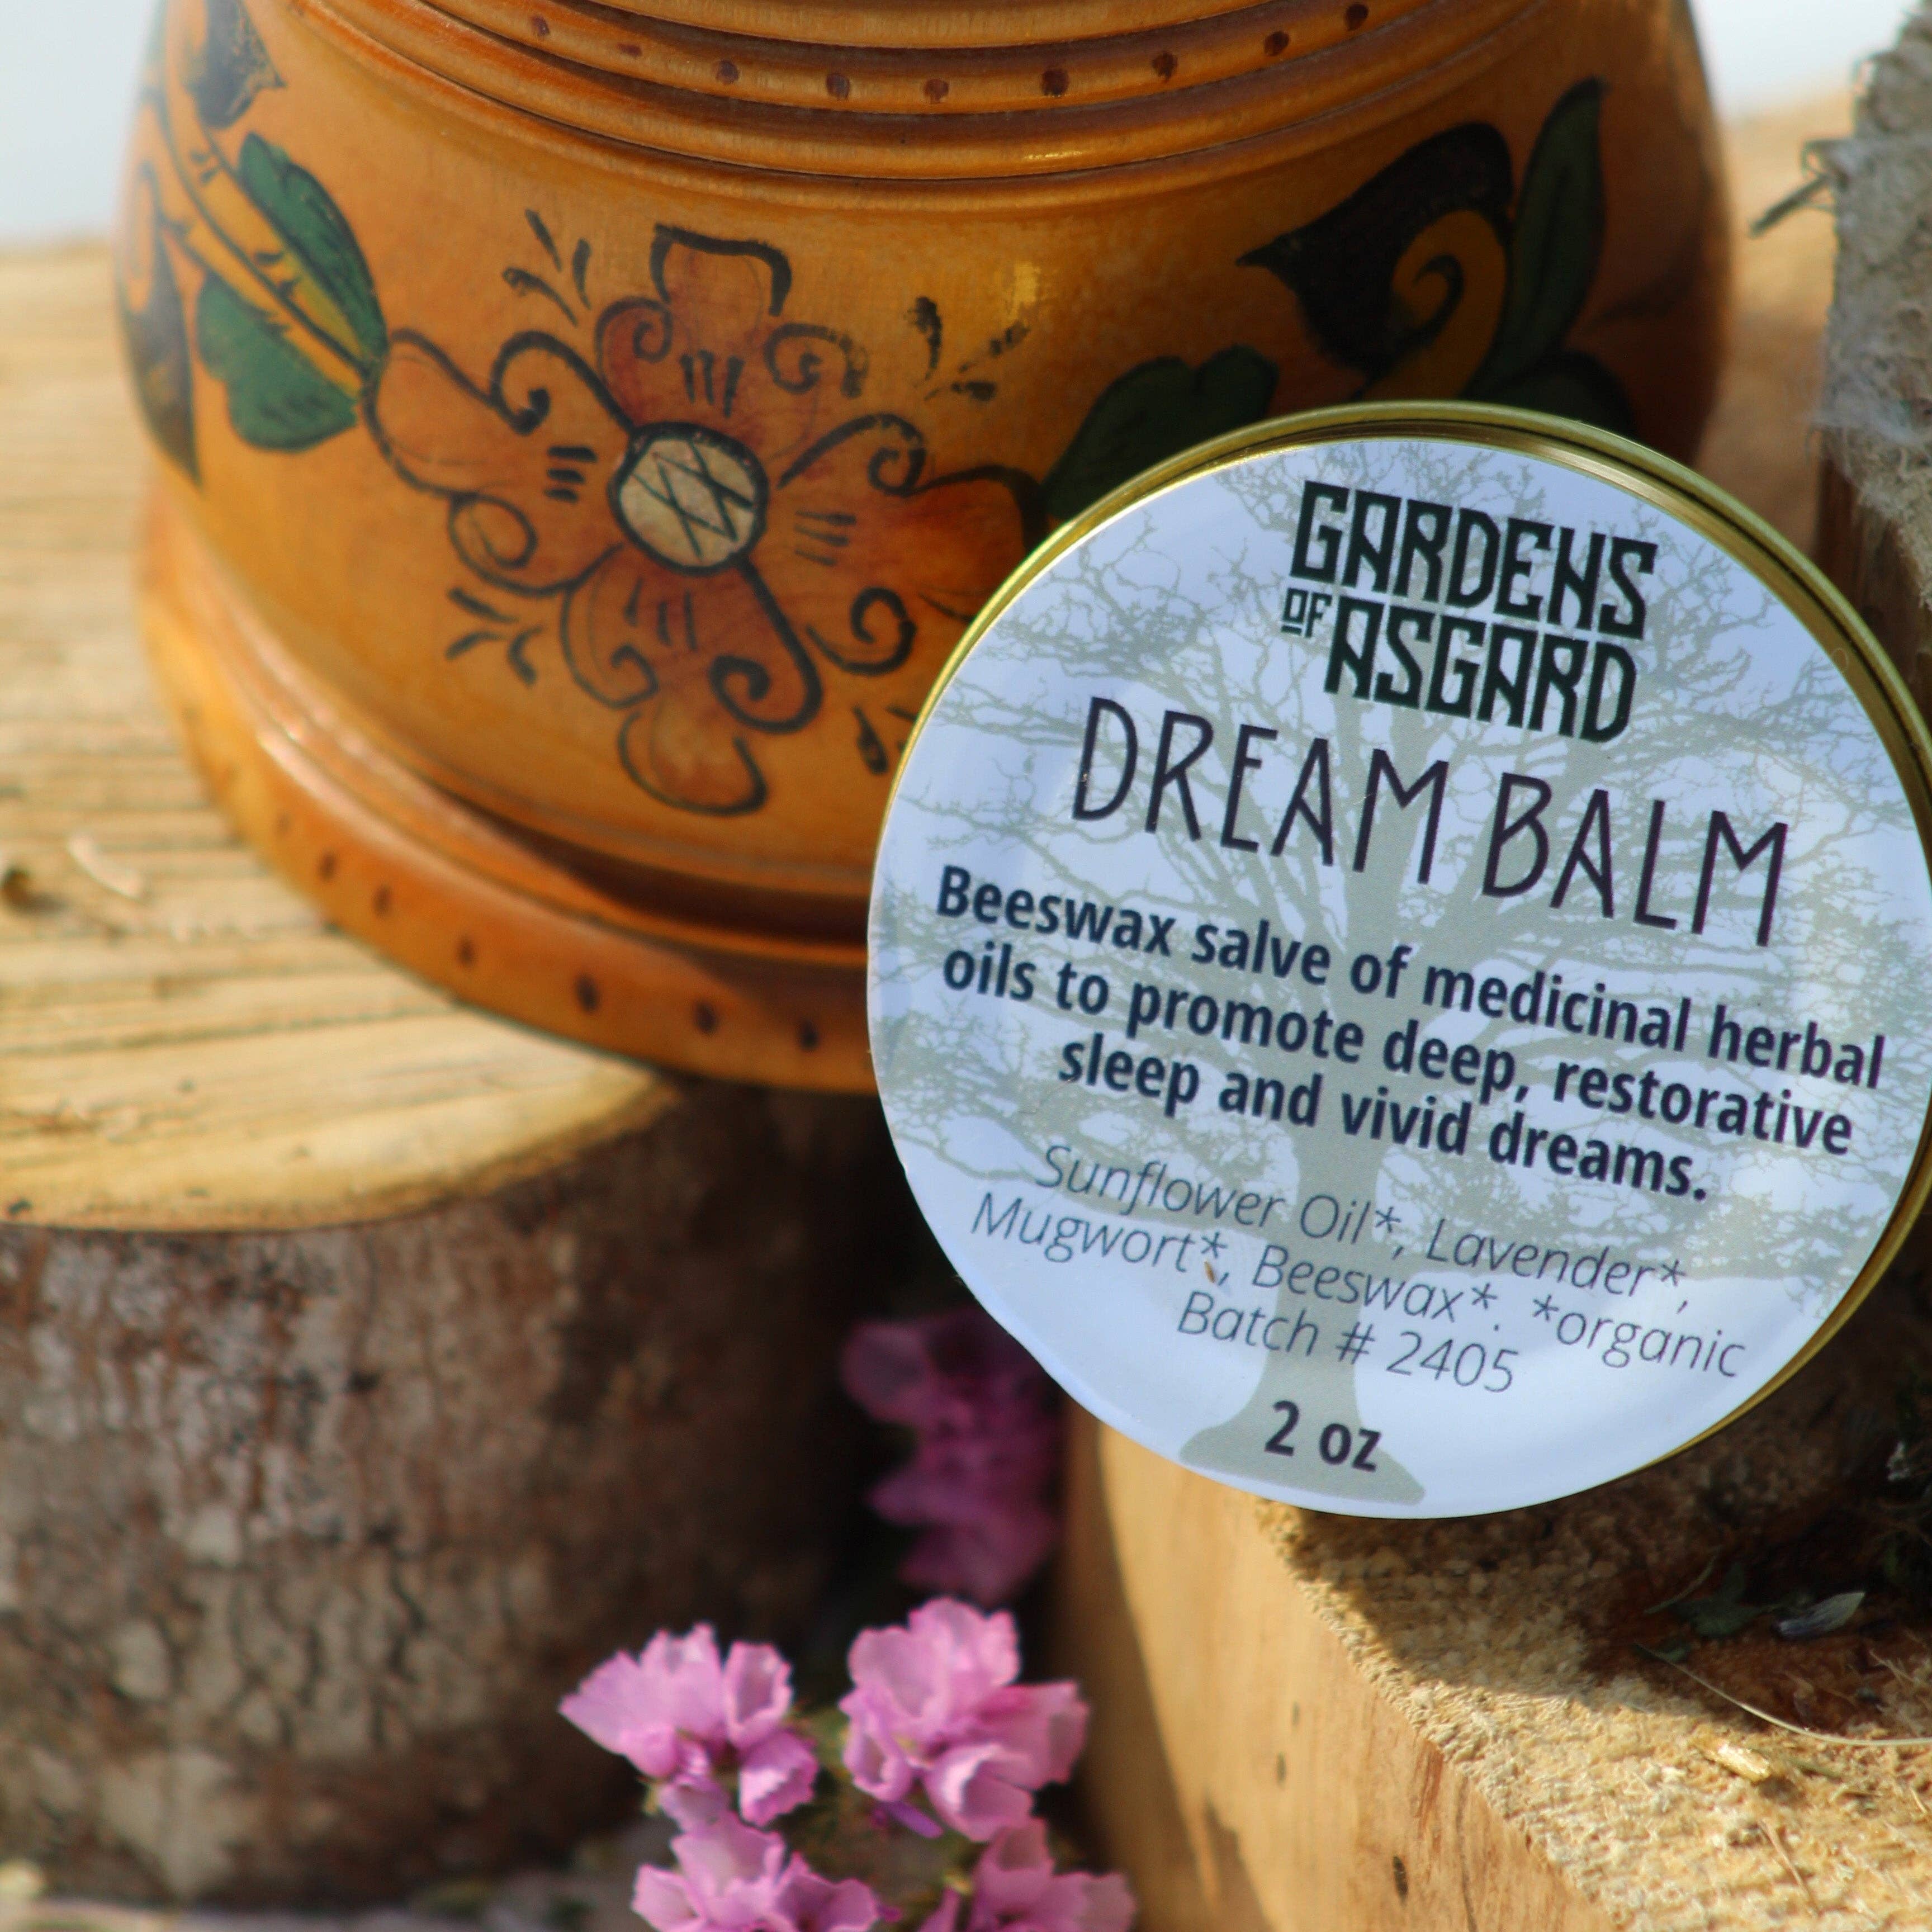 GARDENS
OF ASGARD
DREAM BALM
Beeswax salve of medicinal herbal
oils to promote deep, restorative
sleep and vivid dreams.
Sunflower Oil*, Lavender*,
Mugwort*, Beeswax*. *organic
Batch # 2405
2 oz